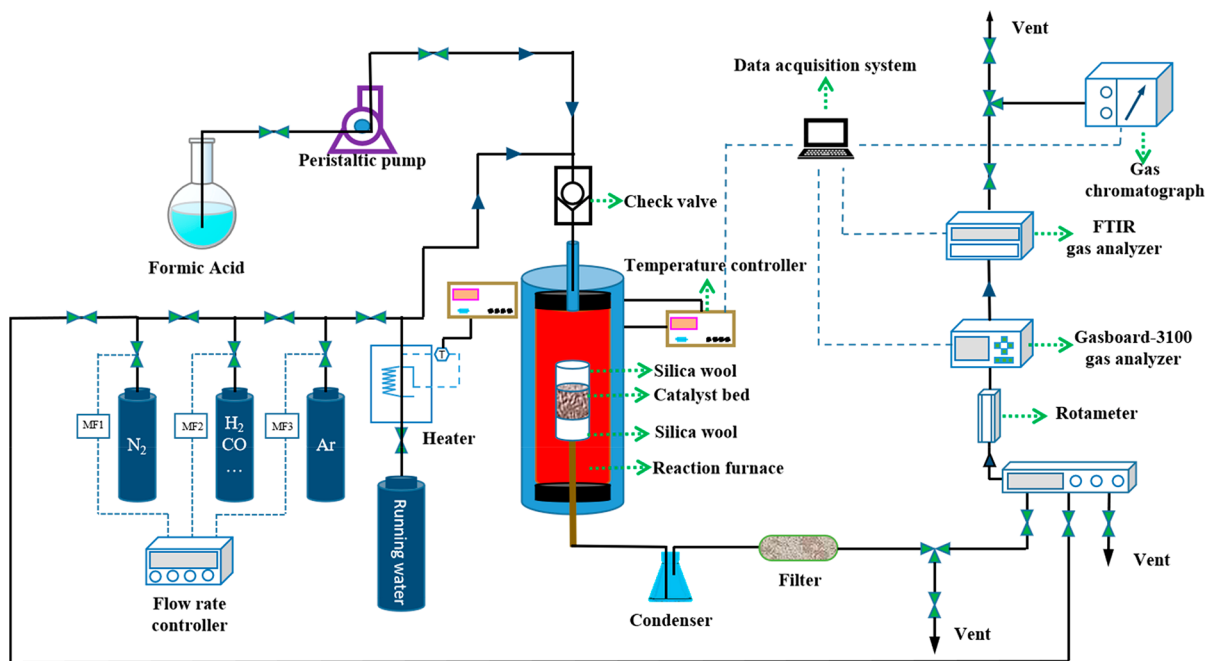 Vent
Data acquisition system
Peristaltic pump
Gas
chromatograph
Check valve
FTIR
gas analyzer
Formic Acid
Temperature controller
T
Gasboard-3100
gas analyzer
Silica wool
Catalyst bed
Silica wool
Rotameter
MF1
MF2
MF3
N2
H2
CO
...
Ar
Heater
Reaction furnace
Running water
Vent
Filter
Flow rate
controller
Condenser
Vent